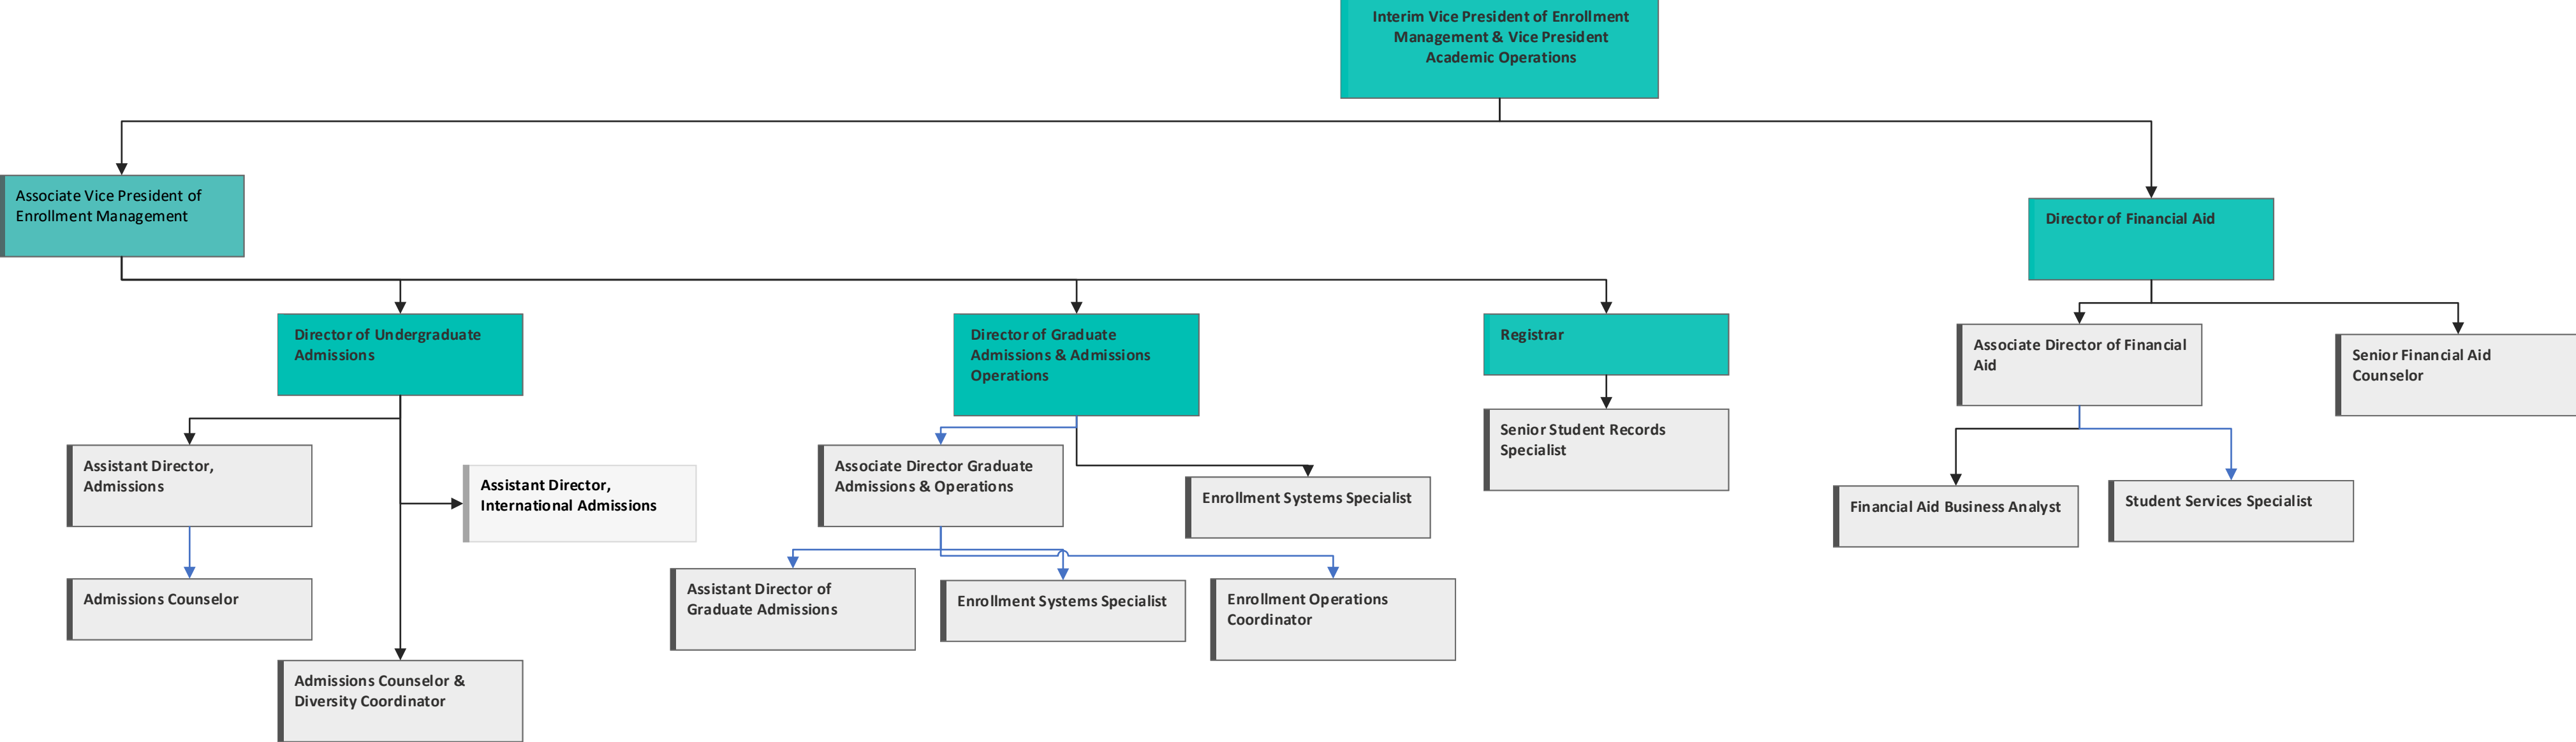 Interim Vice President of Enrollment
Management & Vice President
Academic Operations
Associate Vice President of
Enrollment Management
Director of Financial Aid
Director of Undergraduate
Admissions
Director of Graduate
Admissions & Admissions
Operations
Registrar
Associate Director of Financial
Aid
Senior Financial Aid
Counselor
Assistant Director,
Admissions
Assistant Director,
International Admissions
Associate Director Graduate
Admissions & Operations
Enrollment Systems Specialist
Senior Student Records
Specialist
Financial Aid Business Analyst
Student Services Specialist
Admissions Counselor
Assistant Director of
Graduate Admissions
Enrollment Systems Specialist
Enrollment Operations
Coordinator
Admissions Counselor &
Diversity Coordinator